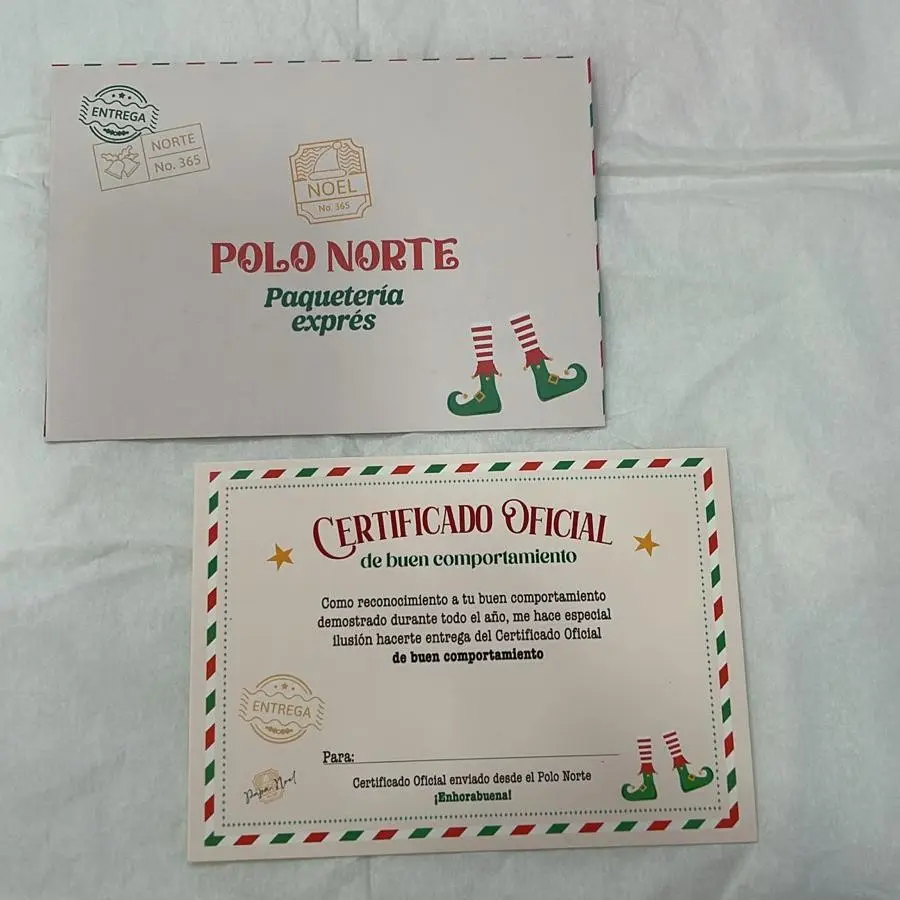 ENTREGA
NORTE
No. 365
NOEL
No. 365
POLO NORTE
Paquetería
exprés
CERTIFICADO OFICIAL
de buen comportamiento
Como reconocimiento a tu buen comportamiento
demostrado durante todo el año, me hace especial
ilusión hacerte entrega del Certificado Oficial
de buen comportamiento
ENTREGA
Para:
Papa Noel
Certificado Oficial enviado desde el Polo Norte
¡Enhorabuena!